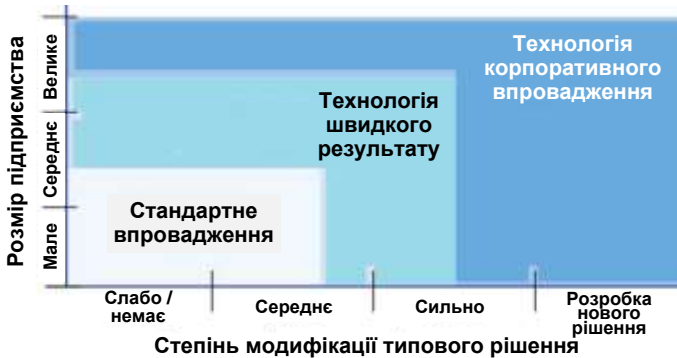 Розмір підприємства
Велике
Середнє
Мале
Технологія
корпоративного
впровадження
Технологія
швидкого
результату
Стандартне
впровадження
Слабо /
немає
Середнє
Сильно
Розробка
нового
рішення
Степінь модифікації типового рішення